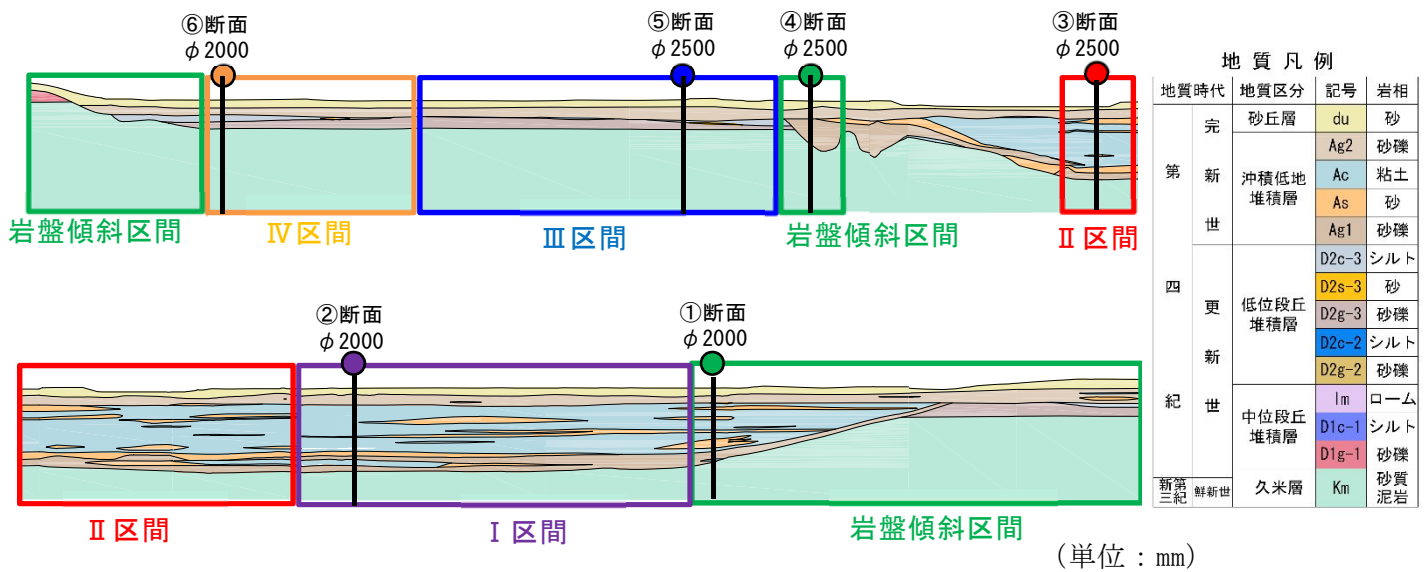 ⑥断面
φ2000
⑤断面
φ2500
④断面
φ2500
③断面
φ2500
岩盤傾斜区間
Ⅳ区間
Ⅲ区間
岩盤傾斜区間
Ⅱ区間
②断面
φ2000
①断面
φ2000
Ⅱ区間
Ⅰ区間
岩盤傾斜区間
(単位:mm)
地質凡例
地質時代 地質区分 記号 岩相
第四紀
完新世
砂丘層 du 砂
沖積低地堆積層
Ag2 砂礫
Ac 粘土
As 砂
Ag1 砂礫
更新世
低位段丘堆積層
D2c-3 シルト
D2s-3 砂
D2g-3 砂礫
D2c-2 シルト
D2g-2 砂礫
中位段丘堆積層
lm ローム
D1c-1 シルト
D1g-1 砂礫
新第三紀 鮮新世 久米層 Km 砂質泥岩